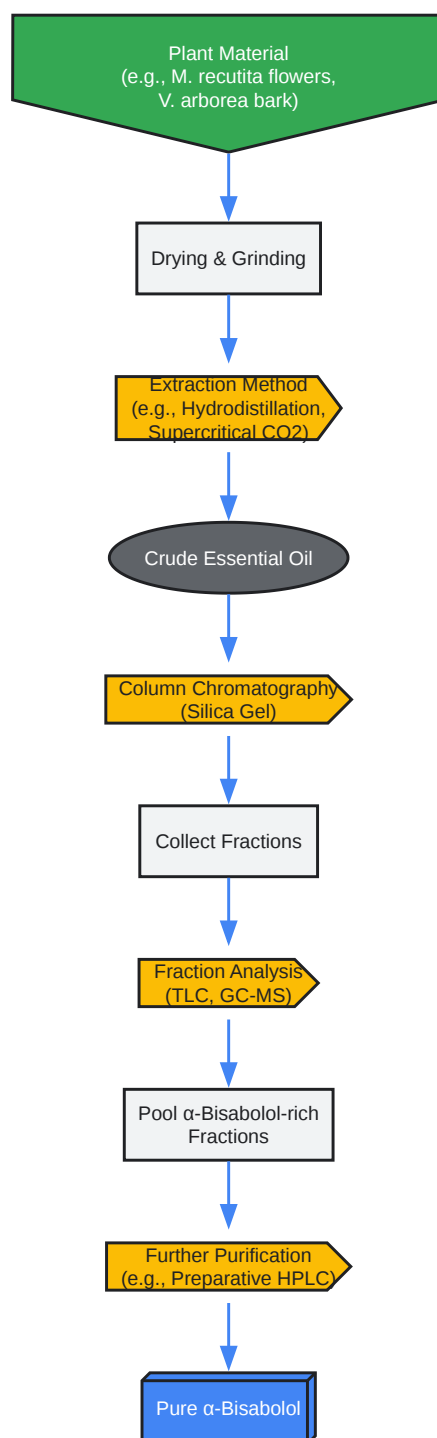 Plant Material
(e.g., M. recutita flowers,
V. arborea bark)
Drying & Grinding
Extraction Method
(e.g., Hydrodistillation,
Supercritical CO2)
Crude Essential Oil
Column Chromatography
(Silica Gel)
Collect Fractions
Fraction Analysis
(TLC, GC-MS)
Pool α-Bisabolol-rich
Fractions
Further Purification
(e.g., Preparative HPLC)
Pure α-Bisabolol